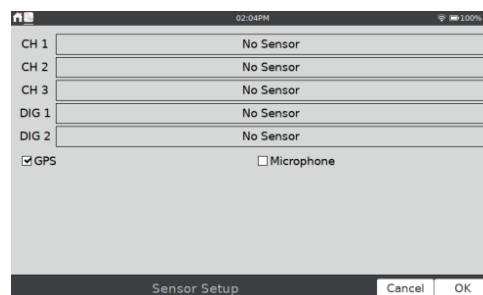 02:04PM 100%
CH 1 No Sensor
CH 2 No Sensor
CH 3 No Sensor
DIG 1 No Sensor
DIG 2 No Sensor
GPS Microphone
Sensor Setup Cancel OK